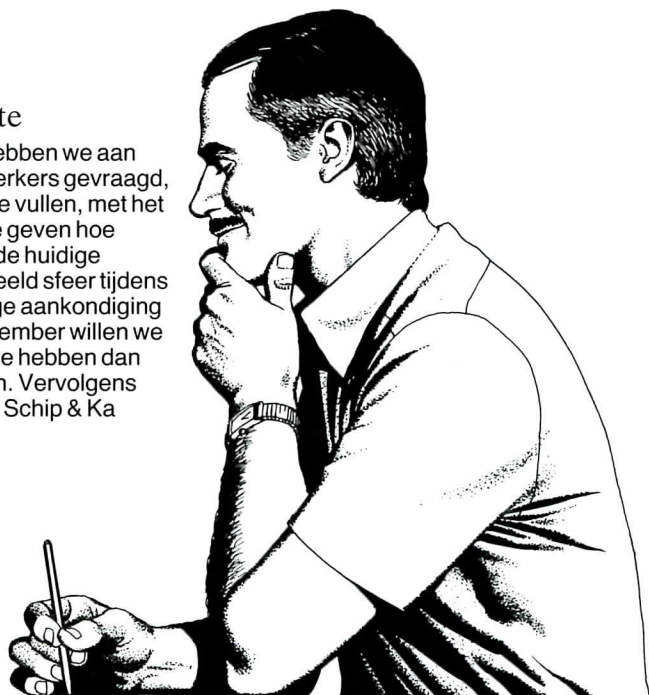 te
ebben we aan
erkers gevraagd,
e vullen, met het
e geven hoe
de huidige
eeld sfeer tijdens
ge aankondiging
ember willen we
e hebben dan
n. Vervolgens
Schip & Ka